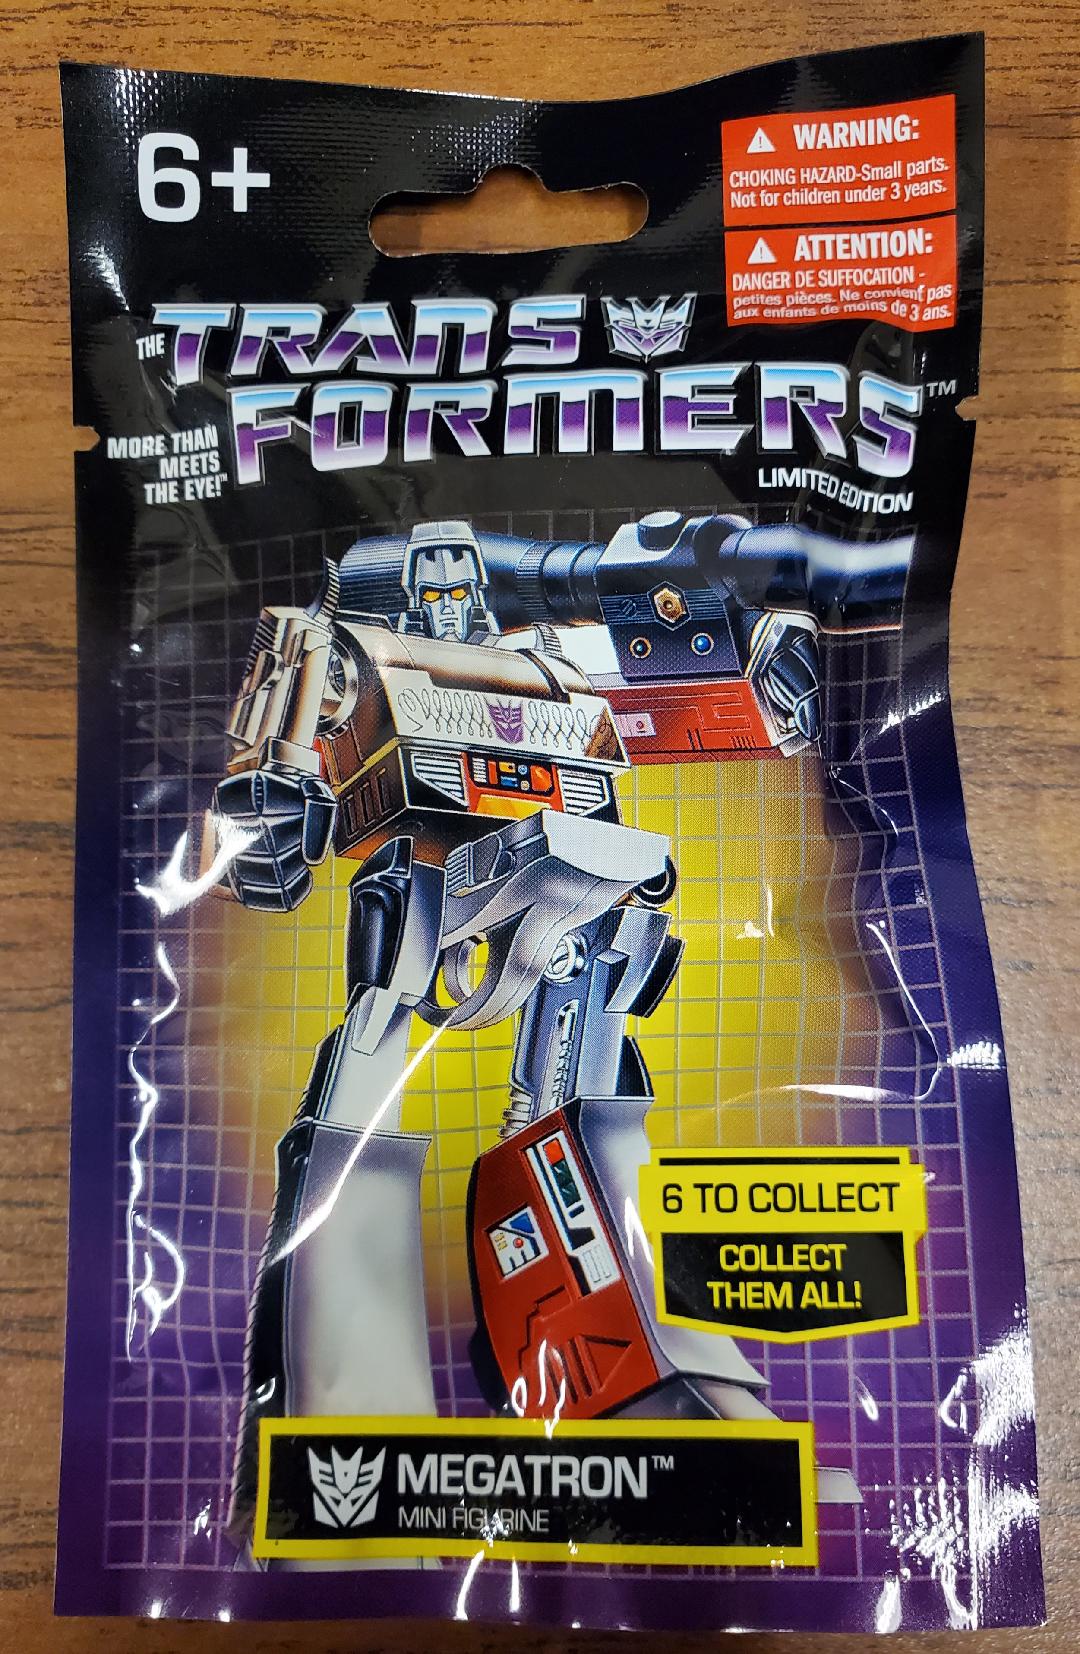 6+
WARNING:
CHOKING HAZARD-Small parts.
Not for children under 3 years.
ATTENTION:
DANGER DE SUFFOCATION -
petites pièces. Ne convient pas
aux enfants de moins de 3 ans.
THE TRANSFORMERS™
MORE THAN
MEETS
THE EYE!™
LIMITED EDITION
6 TO COLLECT
COLLECT
THEM ALL!
MEGATRON™
MINI FIGURINE